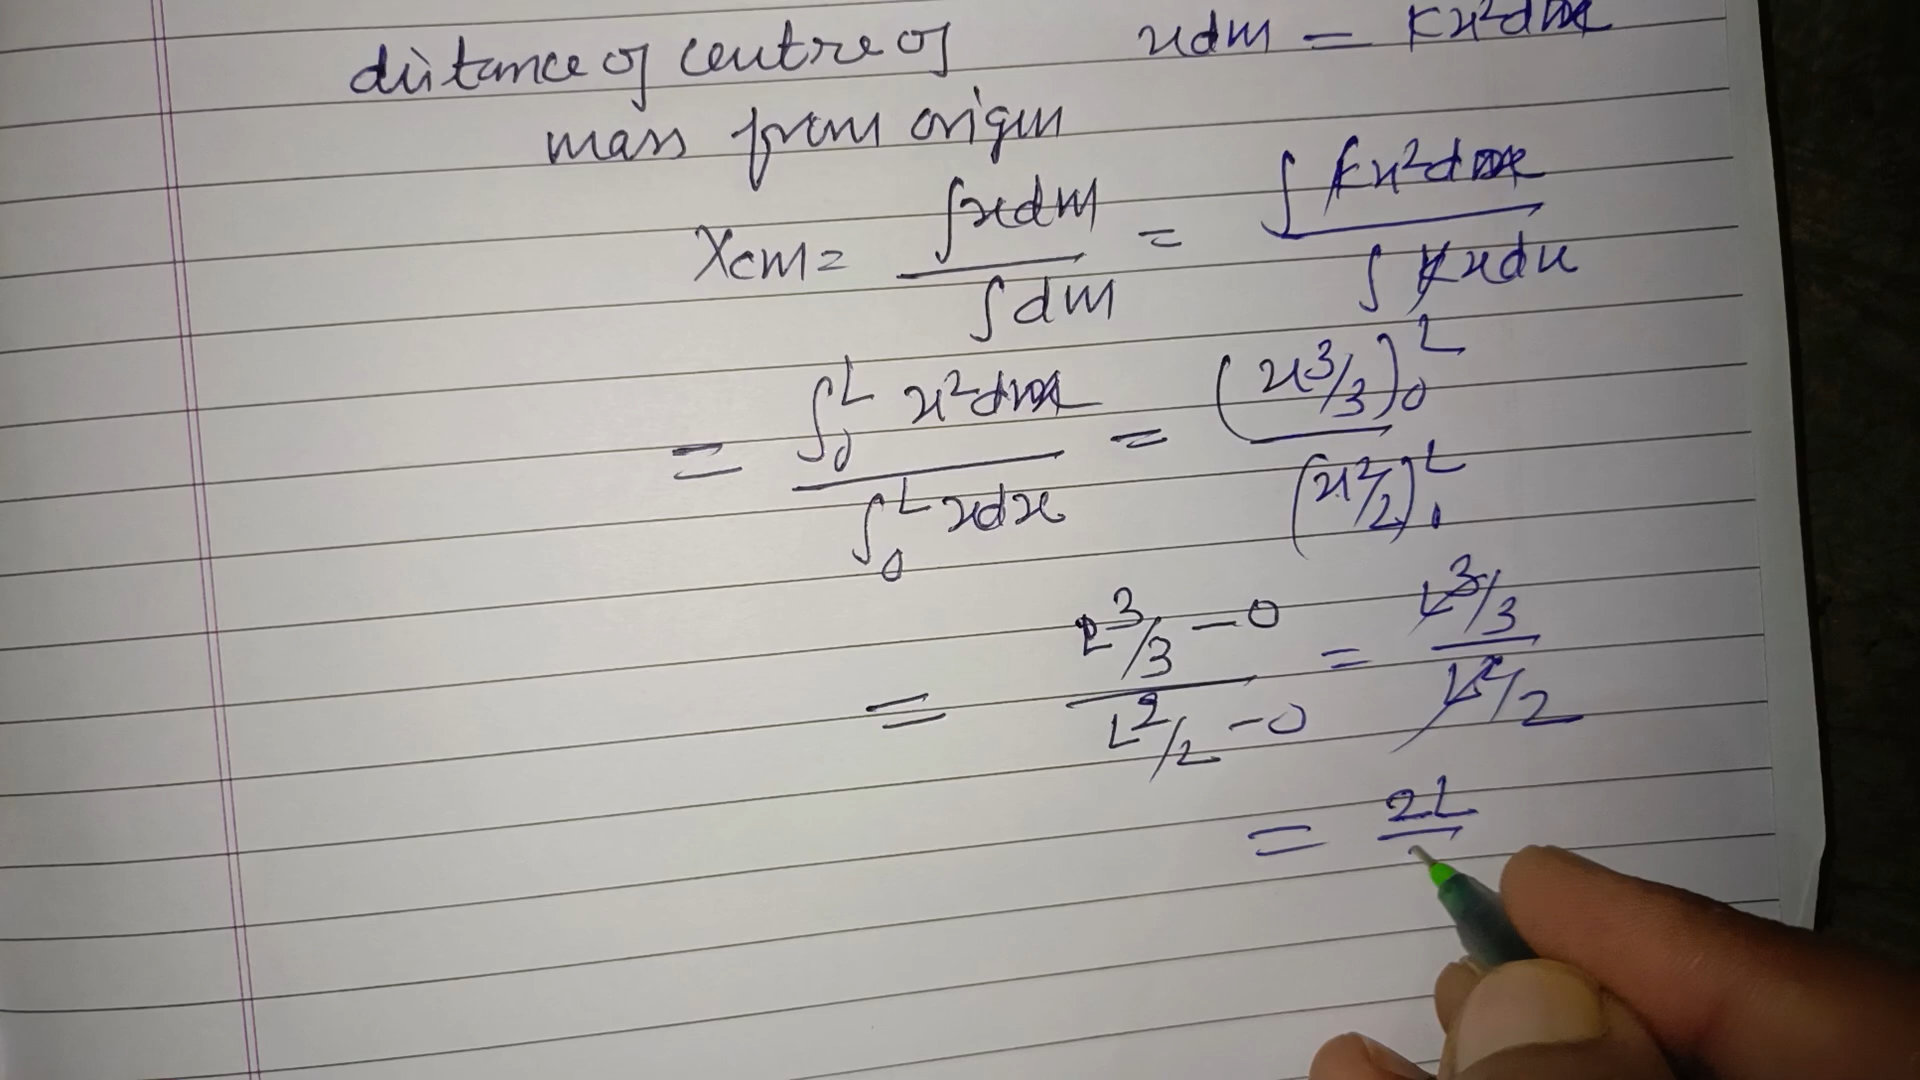 distance of centre of xdm = Kx²dx
mass from origin
Xcm = ∫xdm / ∫dm = ∫Kx²dx / ∫Kxdx
= ∫₀ᴸ x²dx / ∫₀ᴸ xdx = (x³/3)₀ᴸ / (x²/2)ᴸ
= L³/3 - 0 / L²/2 - 0 = L³/3 / L²/2
= 2L